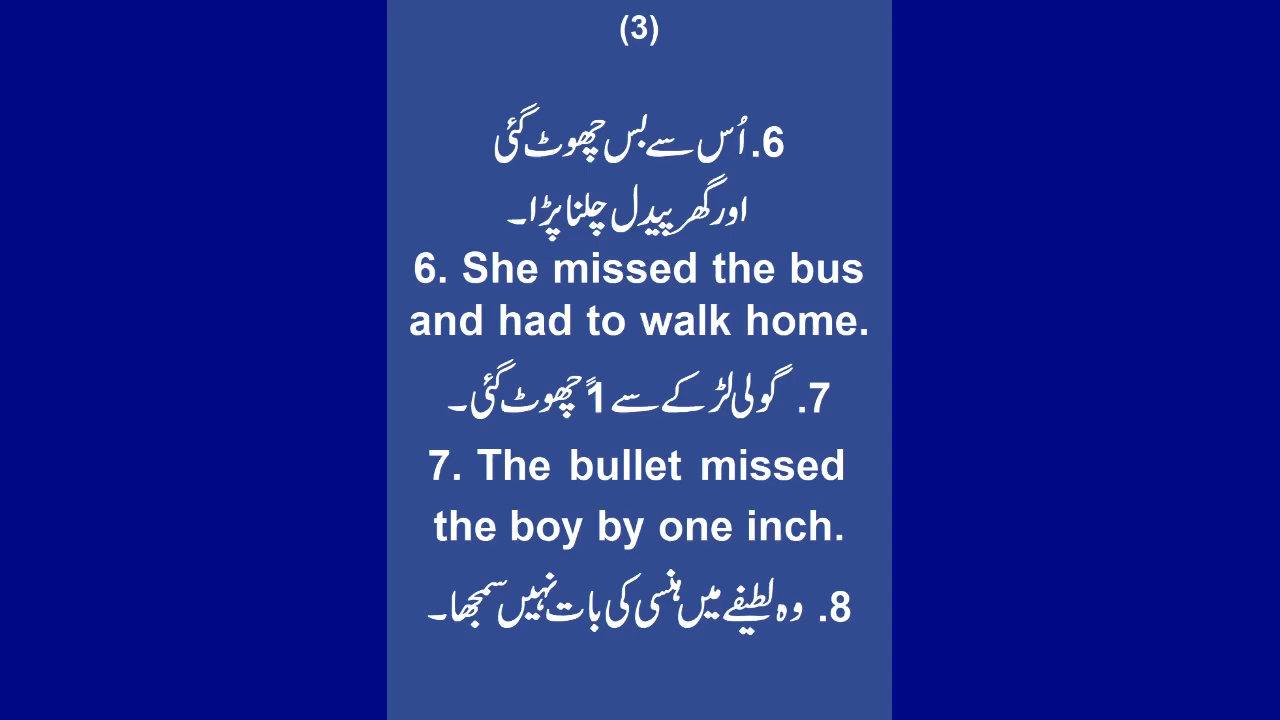 (3)
6. اُس سے بس چھوٹ گئی
اور گھر پیدل چلنا پڑا۔
6. She missed the bus
and had to walk home.
7. گولی لڑکے سے 1ً چھوٹ گئی۔
7. The bullet missed
the boy by one inch.
8. وہ لطیفے میں ہنسی کی بات نہیں سمجھا۔